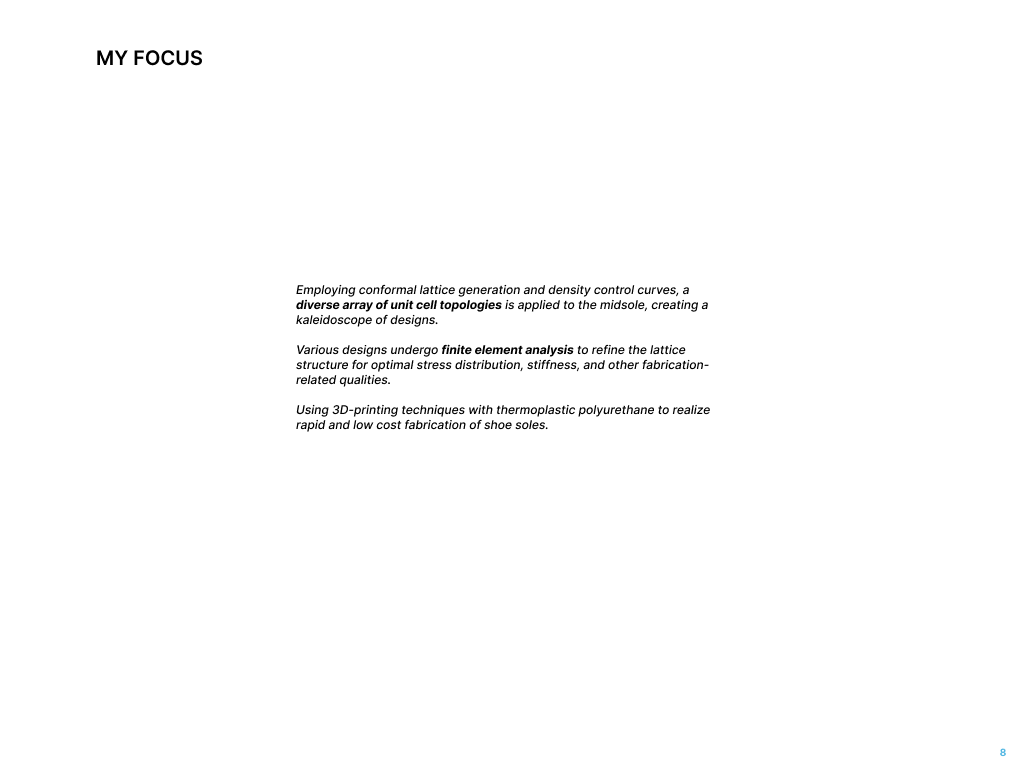 MY FOCUS
Employing conformal lattice generation and density control curves, a
diverse array of unit cell topologies is applied to the midsole, creating a
kaleidoscope of designs.
Various designs undergo finite element analysis to refine the lattice
structure for optimal stress distribution, stiffness, and other fabrication-
related qualities.
Using 3D-printing techniques with thermoplastic polyurethane to realize
rapid and low cost fabrication of shoe soles.
8